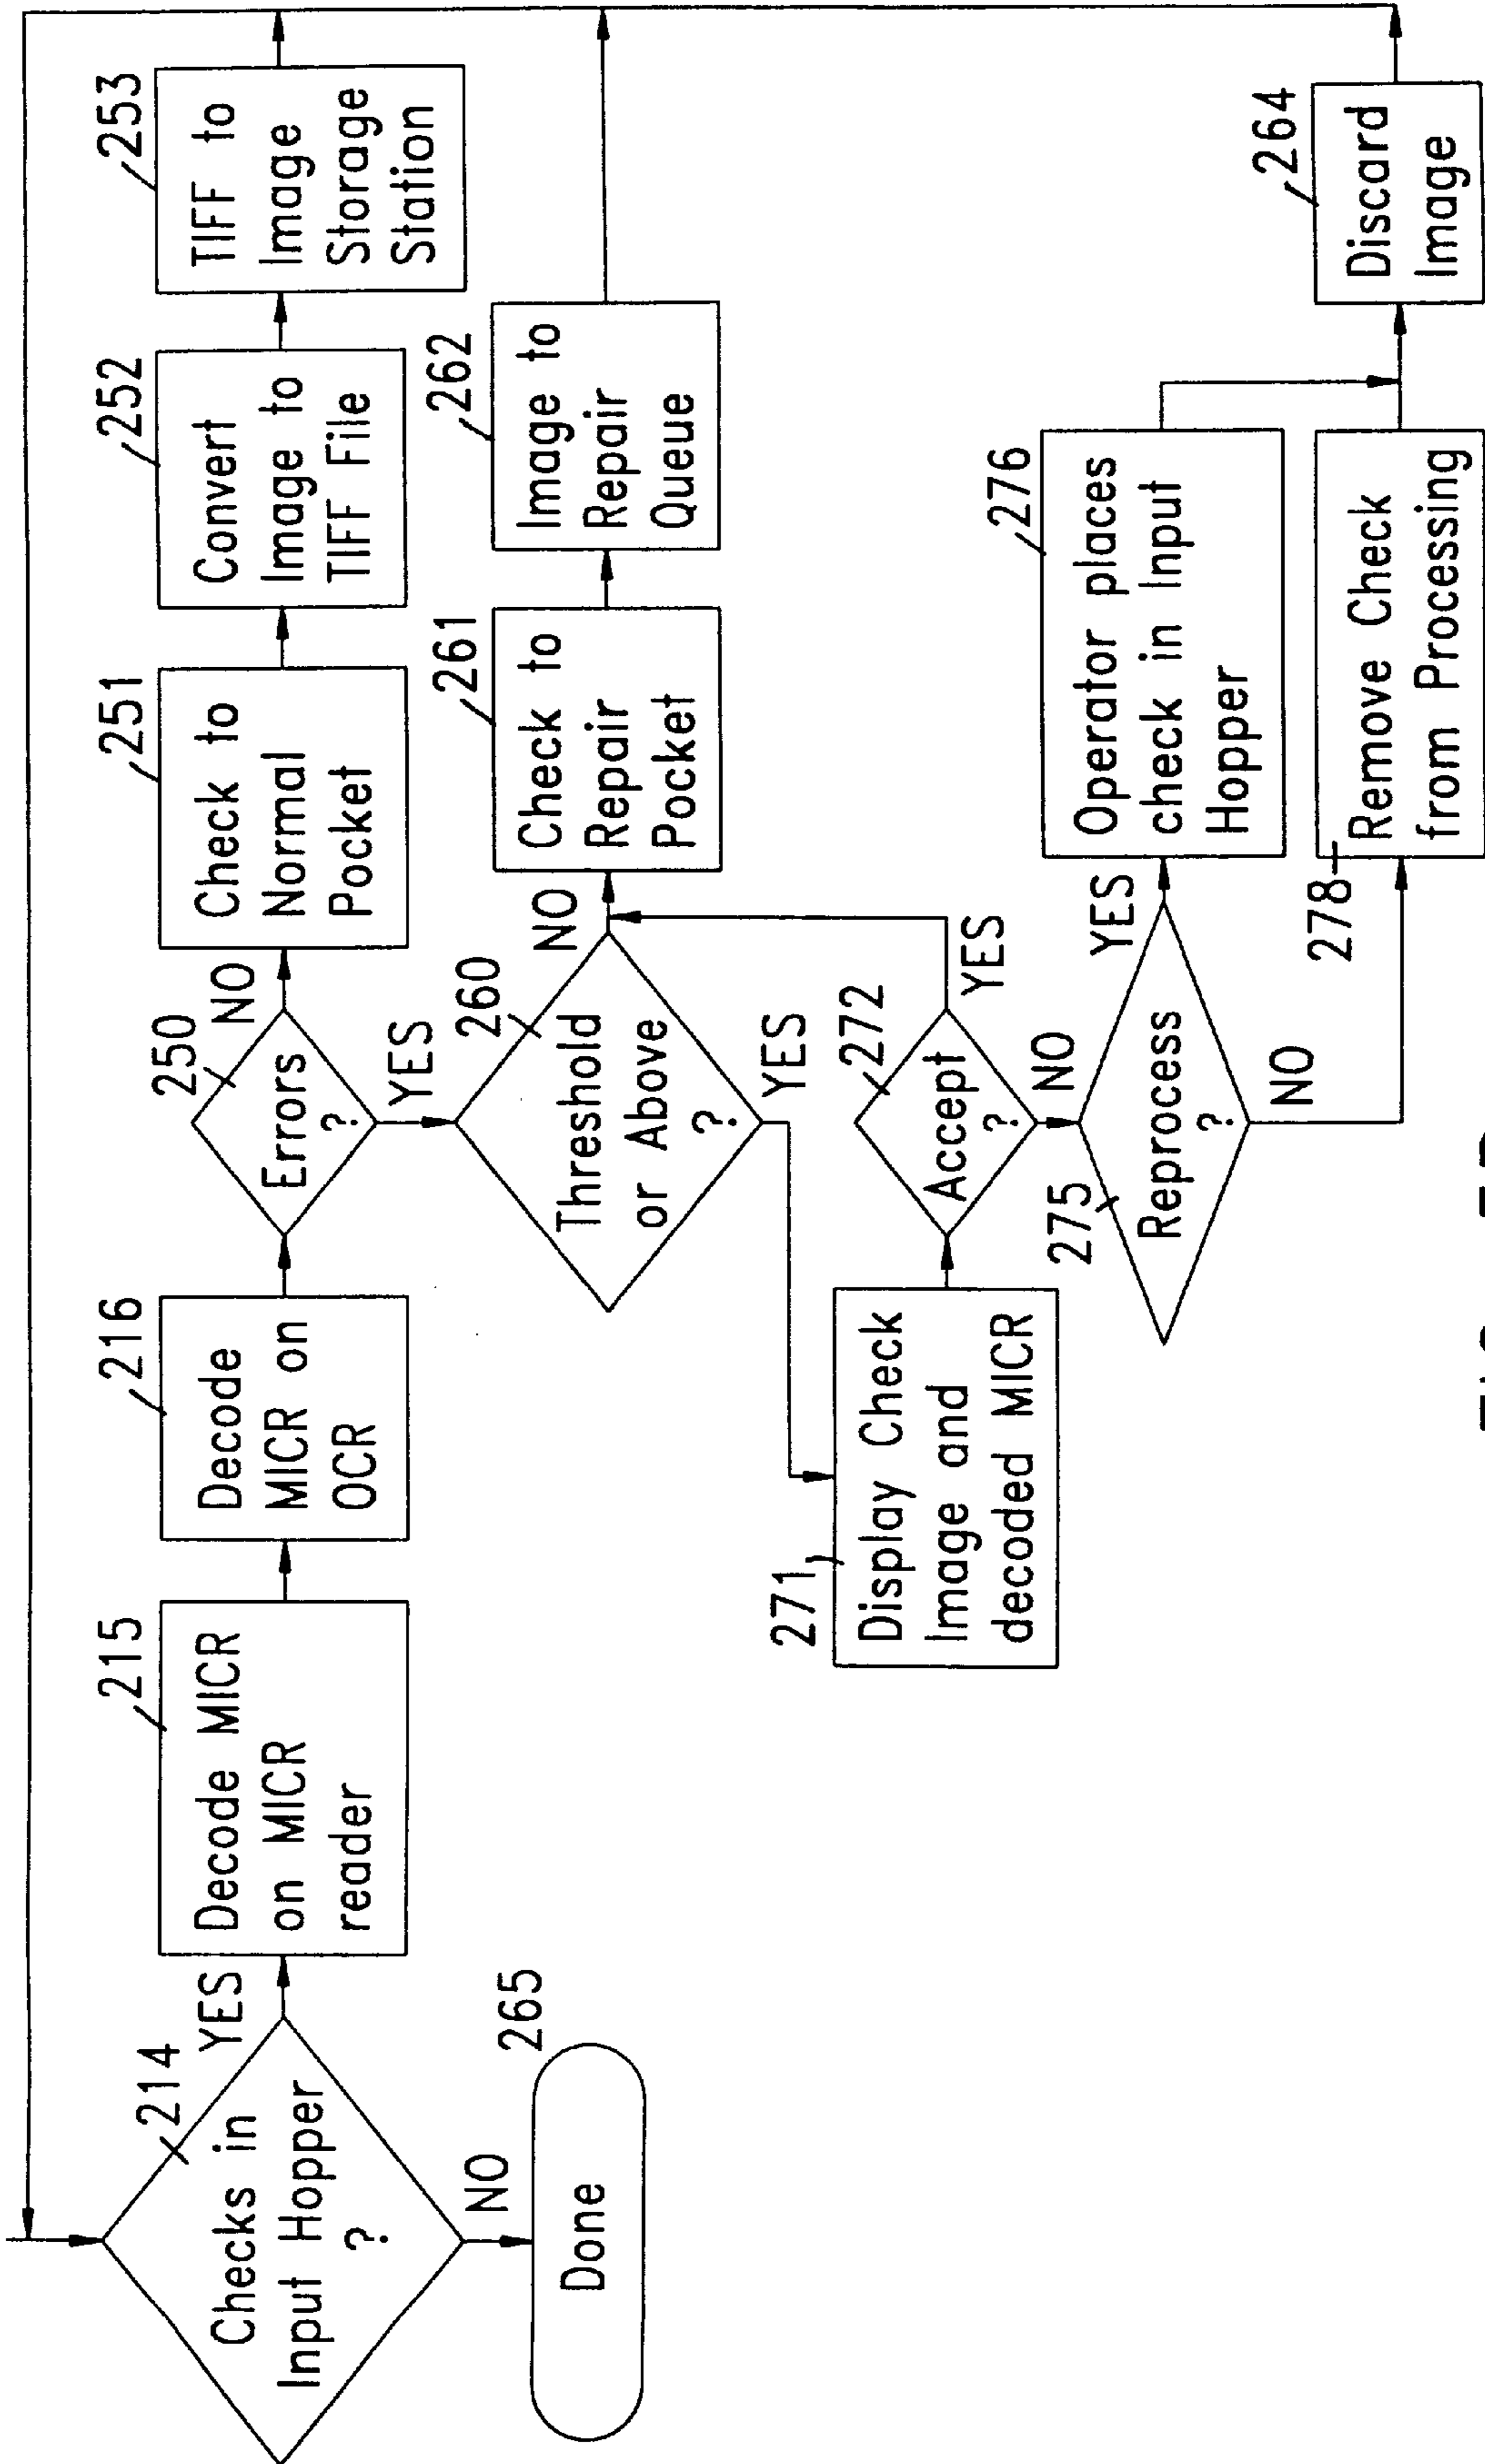 214
Checks in
Input Hopper
?
YES
NO
265
Done
215
Decode MICR
on MICR
reader
216
Decode
MICR on
OCR
250
Errors
?
NO
YES
251
Check to
Normal
Pocket
252
Convert
Image to
TIFF File
253
TIFF to
Image
Storage
Station
260
Threshold
or Above
?
NO
YES
261
Check to
Repair
Pocket
262
Image to
Repair
Queue
271
Display Check
Image and
decoded MICR
272
Accept
?
YES
NO
275
Reprocess
?
YES
NO
276
Operator places
check in Input
Hopper
278
Remove Check
from Processing
264
Discard
Image